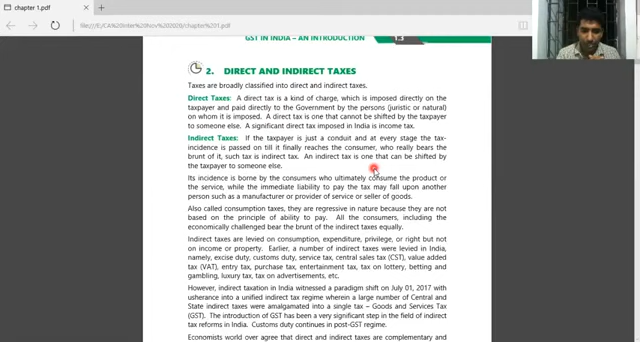 chapter 1.pdf
file:///E:/CA Inter Nov 2020/chapter%201.pdf
GST IN INDIA – AN INTRODUCTION 1.3
2. DIRECT AND INDIRECT TAXES
Taxes are broadly classified into direct and indirect taxes.
Direct Taxes: A direct tax is a kind of charge, which is imposed directly on the
taxpayer and paid directly to the Government by the persons (juristic or natural)
on whom it is imposed. A direct tax is one that cannot be shifted by the taxpayer
to someone else. A significant direct tax imposed in India is income tax.
Indirect Taxes: If the taxpayer is just a conduit and at every stage the tax-
incidence is passed on till it finally reaches the consumer, who really bears the
brunt of it, such tax is indirect tax. An indirect tax is one that can be shifted by
the taxpayer to someone else.
Its incidence is borne by the consumers who ultimately consume the product or
the service, while the immediate liability to pay the tax may fall upon another
person such as a manufacturer or provider of service or seller of goods.
Also called consumption taxes, they are regressive in nature because they are not
based on the principle of ability to pay. All the consumers, including the
economically challenged bear the brunt of the indirect taxes equally.
Indirect taxes are levied on consumption, expenditure, privilege, or right but not
on income or property. Earlier, a number of indirect taxes were levied in India,
namely, excise duty, customs duty, service tax, central sales tax (CST), value added
tax (VAT), entry tax, purchase tax, entertainment tax, tax on lottery, betting and
gambling, luxury tax, tax on advertisements, etc.
However, indirect taxation in India witnessed a paradigm shift on July 01, 2017 with
usherance into a unified indirect tax regime wherein a large number of Central and
State indirect taxes were amalgamated into a single tax – Goods and Services Tax
(GST). The introduction of GST has been a very significant step in the field of indirect
tax reforms in India. Customs duty continues in post-GST regime.
Economists world over agree that direct and indirect taxes are complementary and